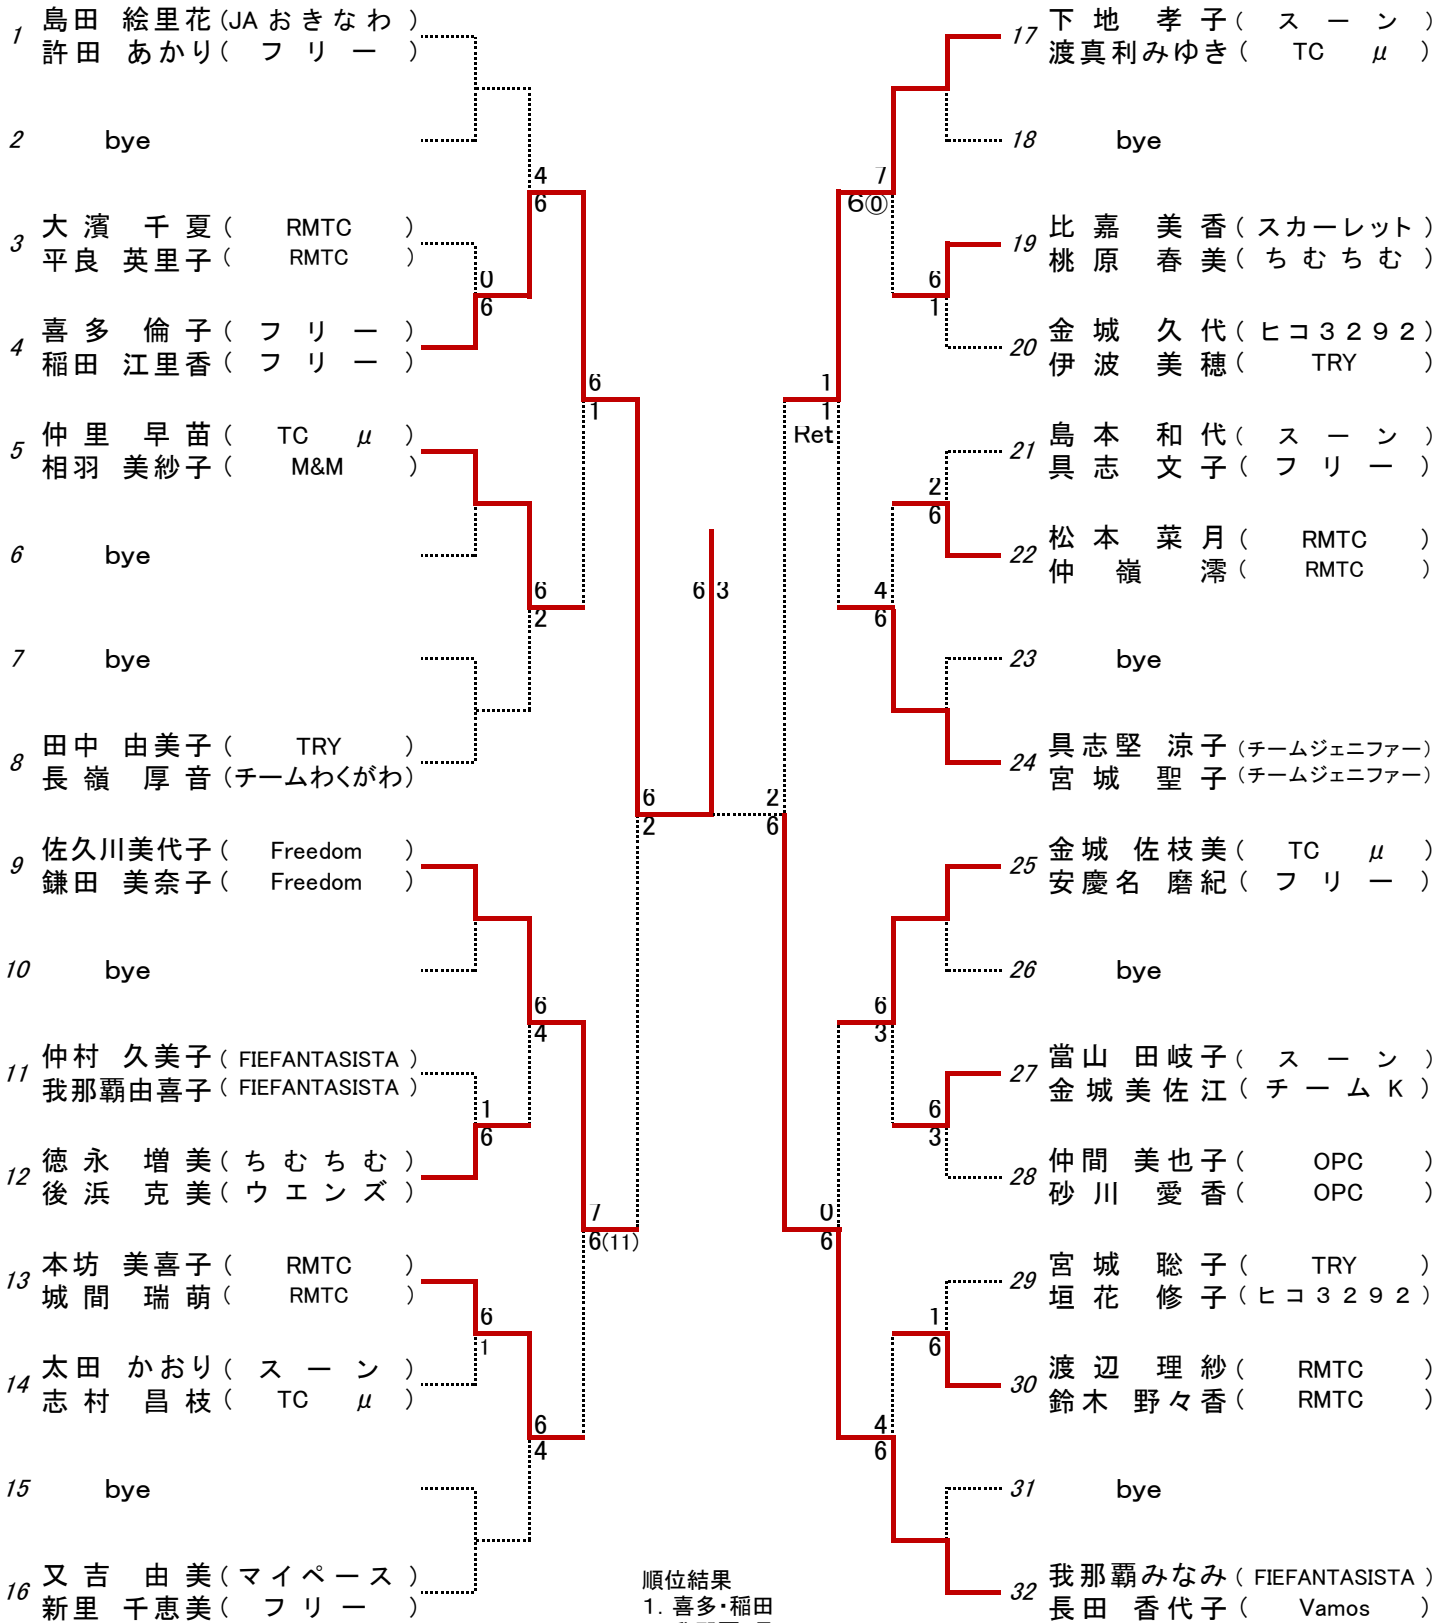 1 島田 絵里花 (JA おきなわ)
許田 あかり ( フリー )
2 bye
4
6
3 大濱 千夏 ( RMTC )
平良 英里子 ( RMTC )
0
6
4 喜多 倫子 ( フリー )
稲田 江里香 ( フリー )
6
1
5 仲里 早苗 ( TC μ )
相羽 美紗子 ( M&M )
6 bye
6
2
7 bye
8 田中 由美子 ( TRY )
長嶺 厚音 (チームわくがわ)
6
2
9 佐久川美代子 ( Freedom )
鎌田 美奈子 ( Freedom )
10 bye
6
4
11 仲村 久美子 ( FIEFANTASISTA )
我那覇由喜子 ( FIEFANTASISTA )
1
6
12 徳永 増美 ( ちむちむ )
後浜 克美 ( ウエンズ )
7
6(11)
13 本坊 美喜子 ( RMTC )
城間 瑞萌 ( RMTC )
6
1
14 太田 かおり ( スーン )
志村 昌枝 ( TC μ )
6
4
15 bye
16 又吉 由美 ( マイペース )
新里 千恵美 ( フリー )
6 3
17 下地 孝子 ( スーン )
渡真利みゆき ( TC μ )
18 bye
7
6⓪
19 比嘉 美香 ( スカーレット )
桃原 春美 ( ちむちむ )
6
1
20 金城 久代 ( ヒコ3292 )
伊波 美穂 ( TRY )
1
1
Ret
21 島本 和代 ( スーン )
具志 文子 ( フリー )
2
6
22 松本 菜月 ( RMTC )
仲嶺 澪 ( RMTC )
4
6
23 bye
24 具志堅 涼子 (チームジェニファー)
宮城 聖子 (チームジェニファー)
2
6
25 金城 佐枝美 ( TC μ )
安慶名 磨紀 ( フリー )
26 bye
6
3
27 當山 田岐子 ( スーン )
金城美佐江 ( チームK )
6
3
28 仲間 美也子 ( OPC )
砂川 愛香 ( OPC )
0
6
29 宮城 聡子 ( TRY )
垣花 修子 ( ヒコ3292 )
1
6
30 渡辺 理紗 ( RMTC )
鈴木 野々香 ( RMTC )
4
6
31 bye
32 我那覇みなみ ( FIEFANTASISTA )
長田 香代子 ( Vamos )
順位結果
1. 喜多・稲田